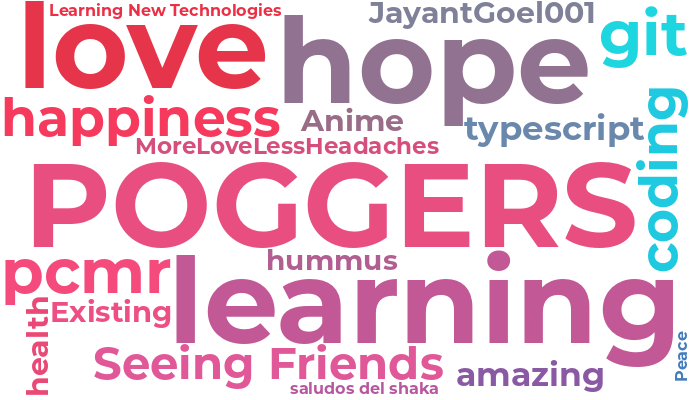 Learning New Technologies
JayantGoel001
love
hope
git
happiness
Anime
typescript
MoreLoveLessHeadaches
coding
POGGERS
hummus
pcmr
learning
Existing
health
Seeing Friends
amazing
Peace
saludos del shaka